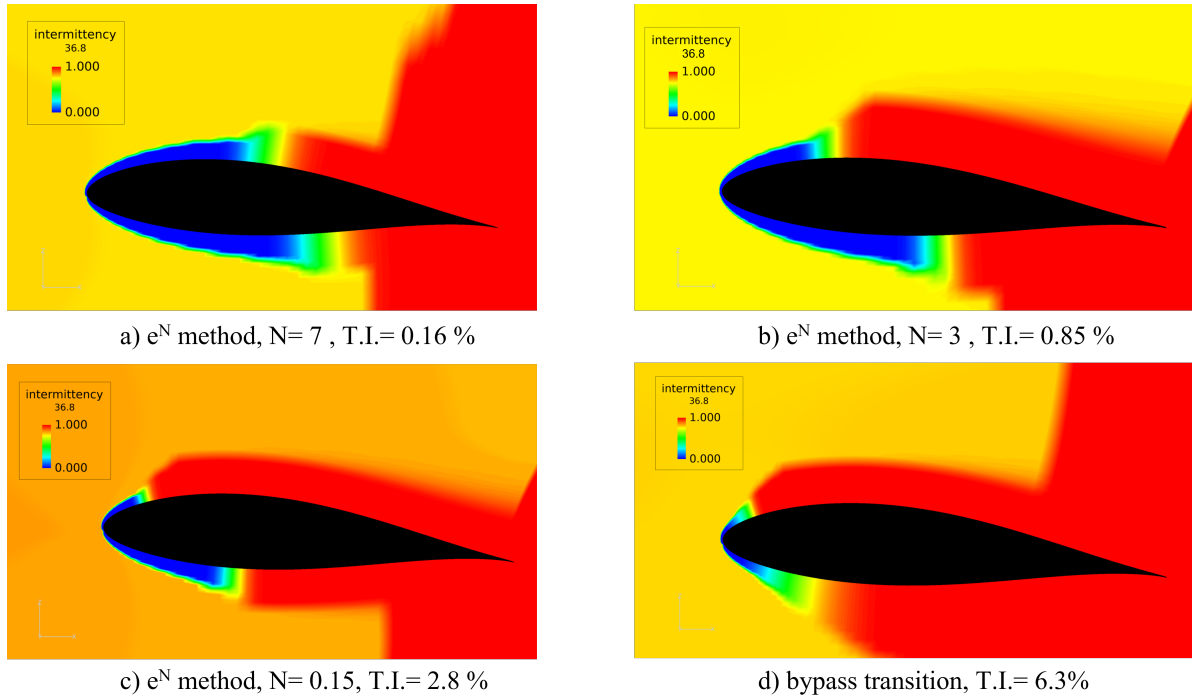 intermittency
36.8
1.000
0.000
a) e^N method, N= 7 , T.I.= 0.16 %
intermittency
36.8
1.000
0.000
b) e^N method, N= 3 , T.I.= 0.85 %
intermittency
36.8
1.000
0.000
c) e^N method, N= 0.15, T.I.= 2.8 %
intermittency
36.8
1.000
0.000
d) bypass transition, T.I.= 6.3%